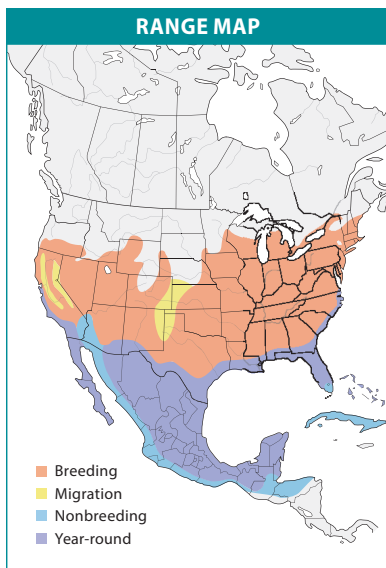 RANGE MAP
Breeding
Migration
Nonbreeding
Year-round